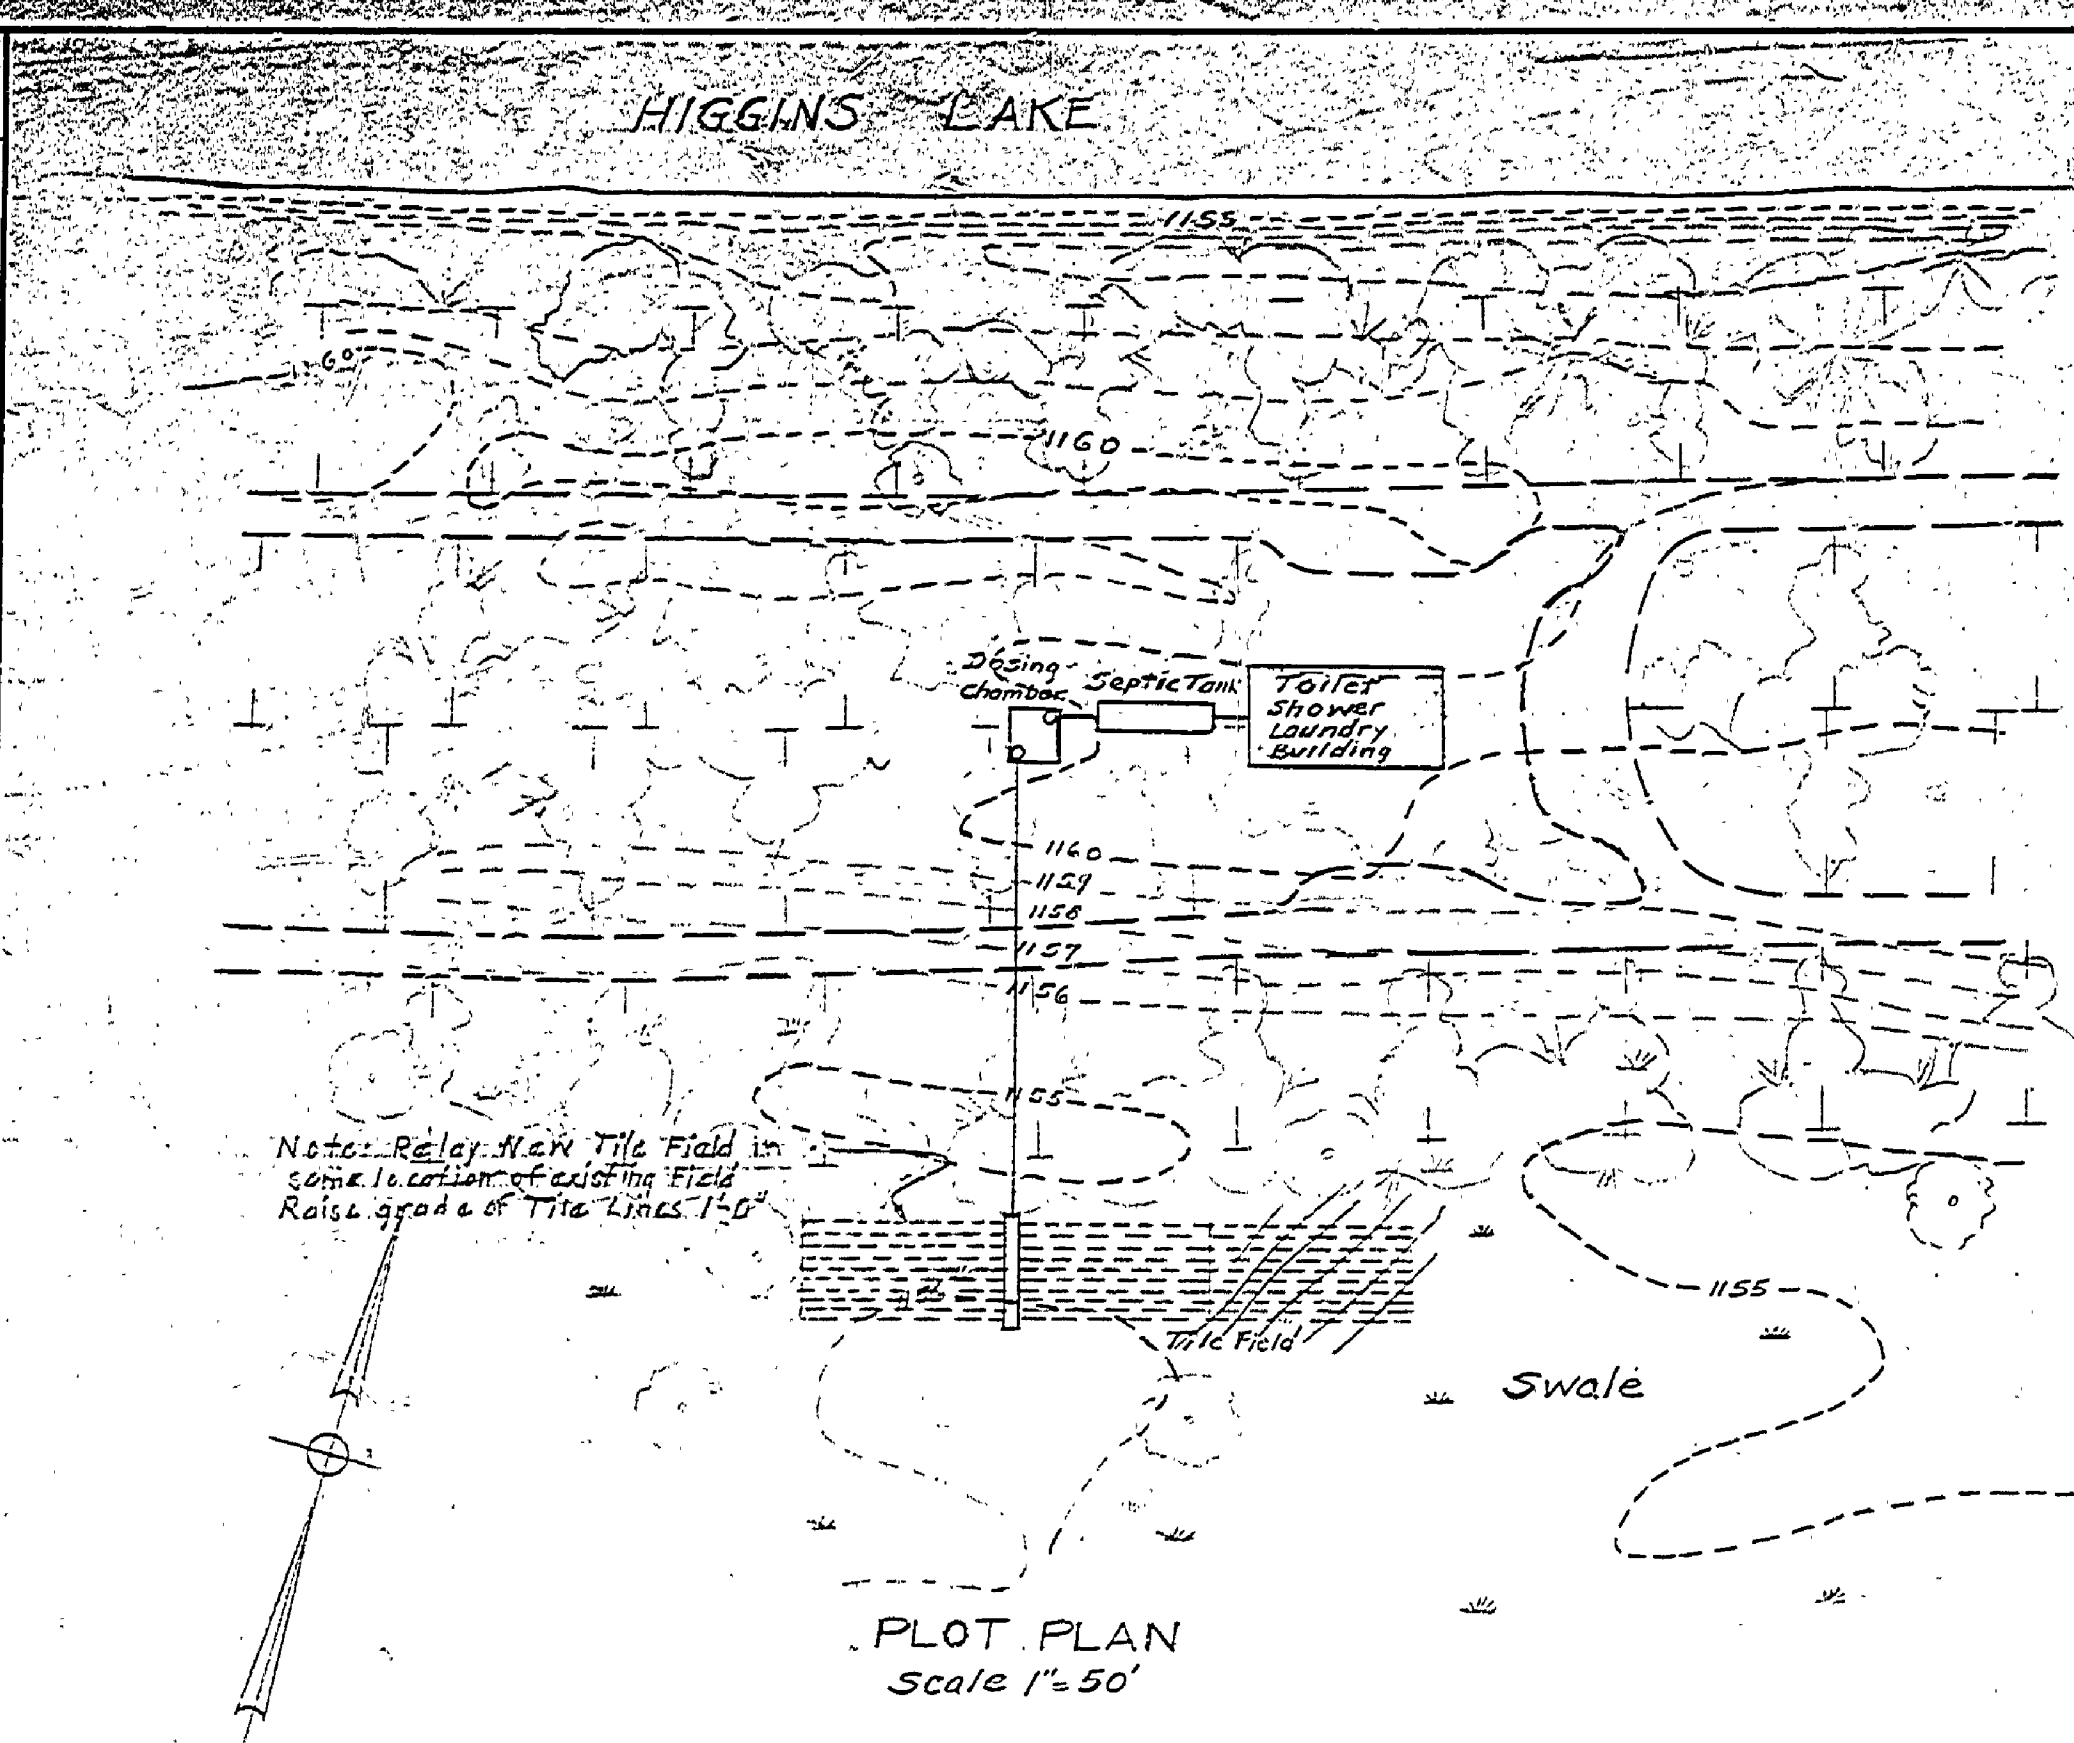 HIGGINS LAKE
1155
1160
1160
Dosing
Chamber
Septic Tank
Toilet
Shower
Laundry
Building
1160
1159
1158
1157
1156
1155
Note: Relay New Tile Field in
same location of existing Field
Raise grade of Tile Lines 1'-0"
1155
Tile Field
Swale
PLOT PLAN
Scale 1"=50'